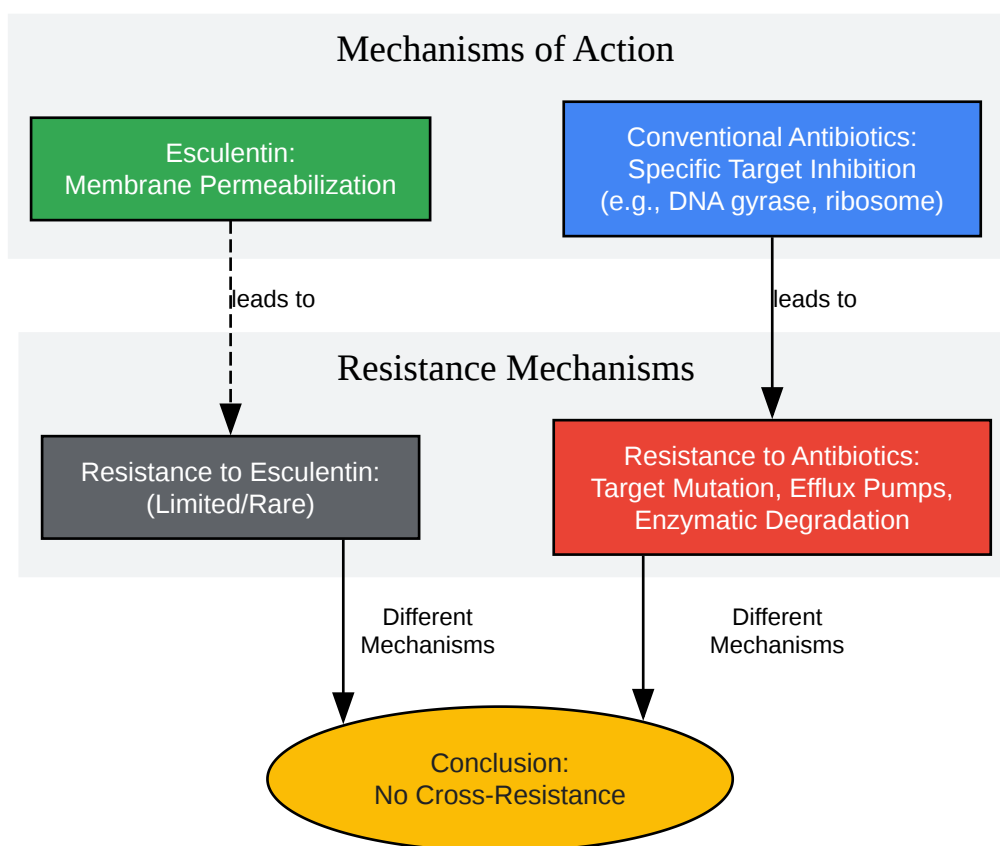 Mechanisms of Action
Esculentin:
Membrane Permeabilization
Conventional Antibiotics:
Specific Target Inhibition
(e.g., DNA gyrase, ribosome)
leads to
leads to
Resistance Mechanisms
Resistance to Esculentin:
(Limited/Rare)
Resistance to Antibiotics:
Target Mutation, Efflux Pumps,
Enzymatic Degradation
Different
Mechanisms
Different
Mechanisms
Conclusion:
No Cross-Resistance